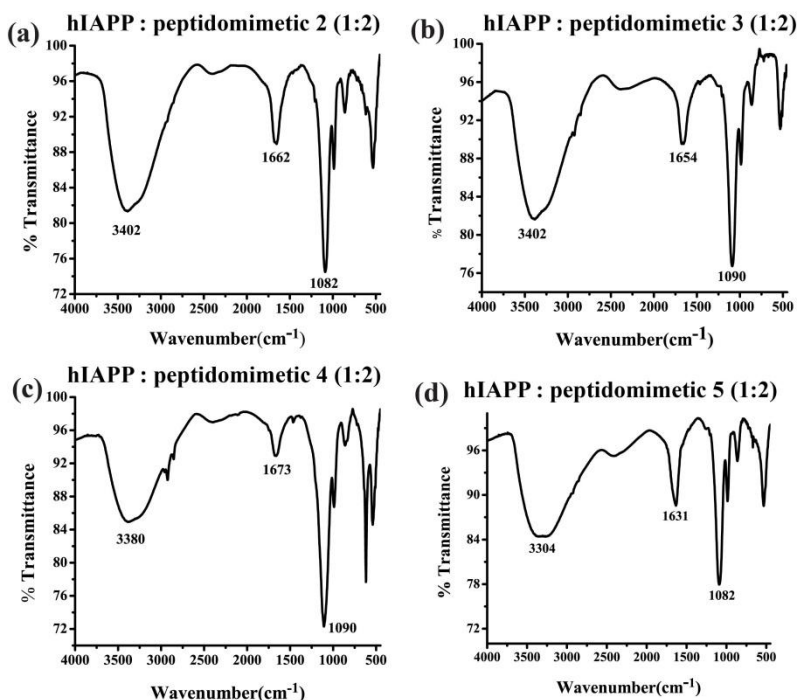 (a) hIAPP : peptidomimetic 2 (1:2)
% Transmittance
98
96
92
88
84
80
76
72
3402
1662
1082
4000 3500 3000 2500 2000 1500 1000 500
Wavenumber(cm⁻¹)
(b) hIAPP : peptidomimetic 3 (1:2)
% Transmittance
100
96
92
88
84
80
76
3402
1654
1090
4000 3500 3000 2500 2000 1500 1000 500
Wavenumber(cm⁻¹)
(c) hIAPP : peptidomimetic 4 (1:2)
% Transmittance
100
96
92
88
84
80
76
72
3380
1673
1090
4000 3500 3000 2500 2000 1500 1000 500
Wavenumber(cm⁻¹)
(d) hIAPP : peptidomimetic 5 (1:2)
% Transmittance
100
96
90
84
78
72
3304
1631
1082
4000 3500 3000 2500 2000 1500 1000 500
Wavenumber(cm⁻¹)